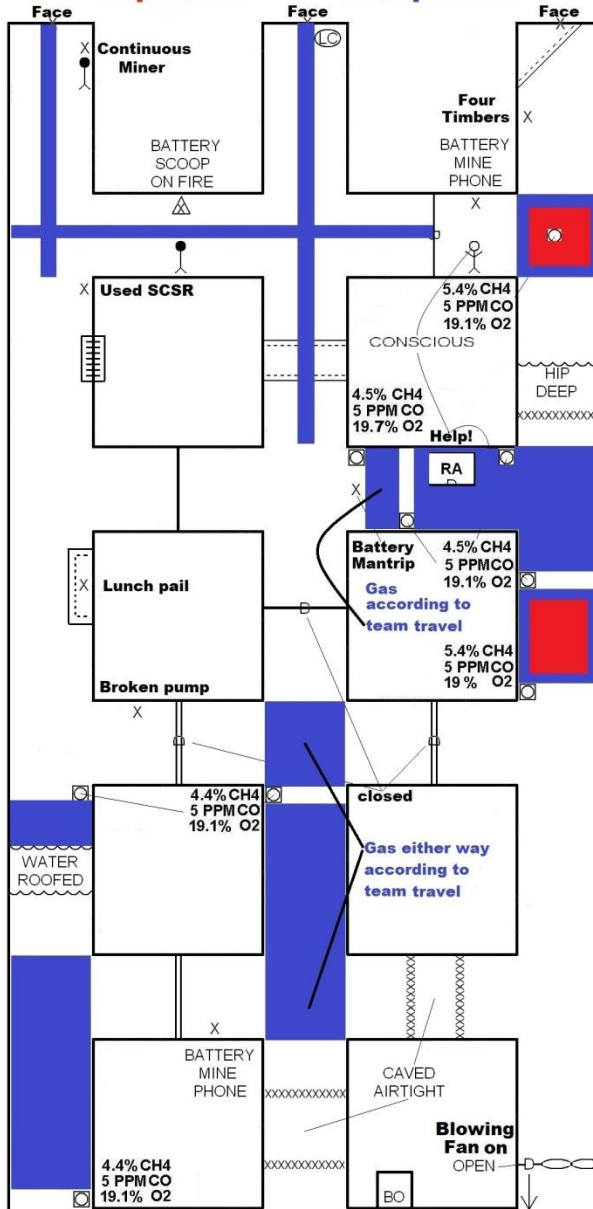 Face
Face
Face
X
Continuous
Miner
LC
Four
Timbers
X
BATTERY
SCOOP
ON FIRE
BATTERY
MINE
PHONE
X
X
X
Used SCSR
5.4% CH4
5 PPM CO
19.1% O2
CONSCIOUS
HIP
DEEP
4.5% CH4
5 PPM CO
19.7% O2
Help!
RA
D
X
Battery
Mantrip
4.5% CH4
5 PPM CO
19.1% O2
X
Lunch pail
Gas
according to
team travel
D
5.4% CH4
5 PPM CO
19 % O2
Broken pump
X
4.4% CH4
5 PPM CO
19.1% O2
closed
WATER
ROOFED
Gas either way
according to
team travel
X
BATTERY
MINE
PHONE
CAVED
AIRTIGHT
XXXXXXXXXXXX
Blowing
Fan on
OPEN
D
4.4% CH4
5 PPM CO
19.1% O2
XXXXXXXXXXXX
BO